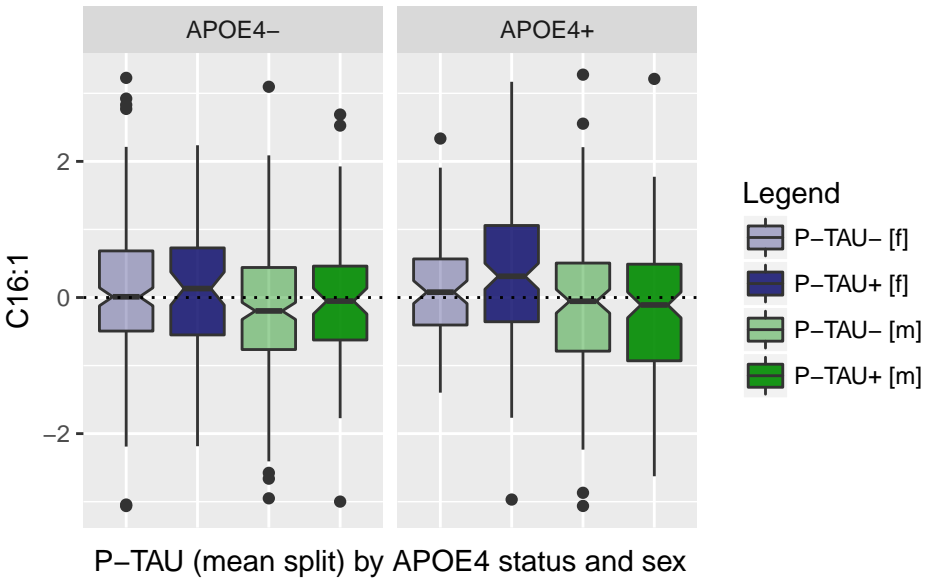 APOE4− APOE4+
2
0
−2
C16:1
P−TAU (mean split) by APOE4 status and sex
Legend
P−TAU− [f]
P−TAU+ [f]
P−TAU− [m]
P−TAU+ [m]